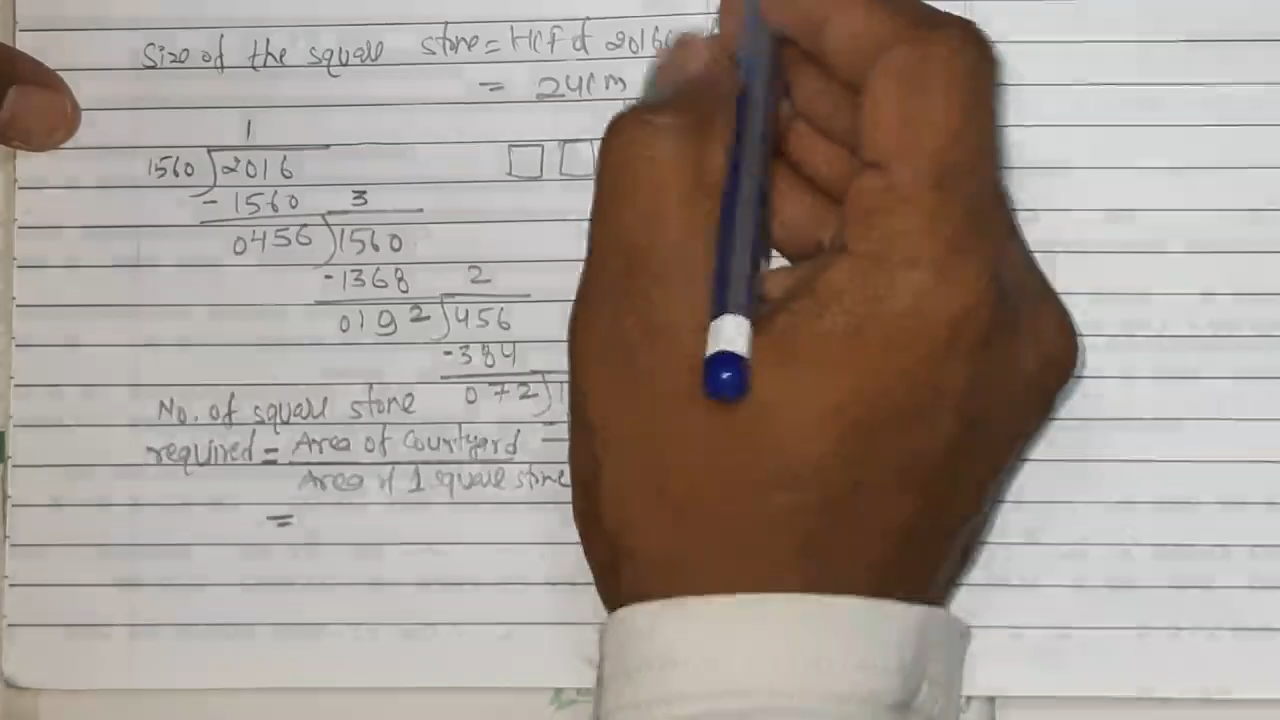 Size of the square stone = HCF of 2016
= 24cm
1
1560 ) 2016
- 1560 3
0456 ) 1560
- 1368 2
0192 ) 456
- 384
No. of square stone 072 )
required = Area of Courtyard =
Area of 1 square stone
=